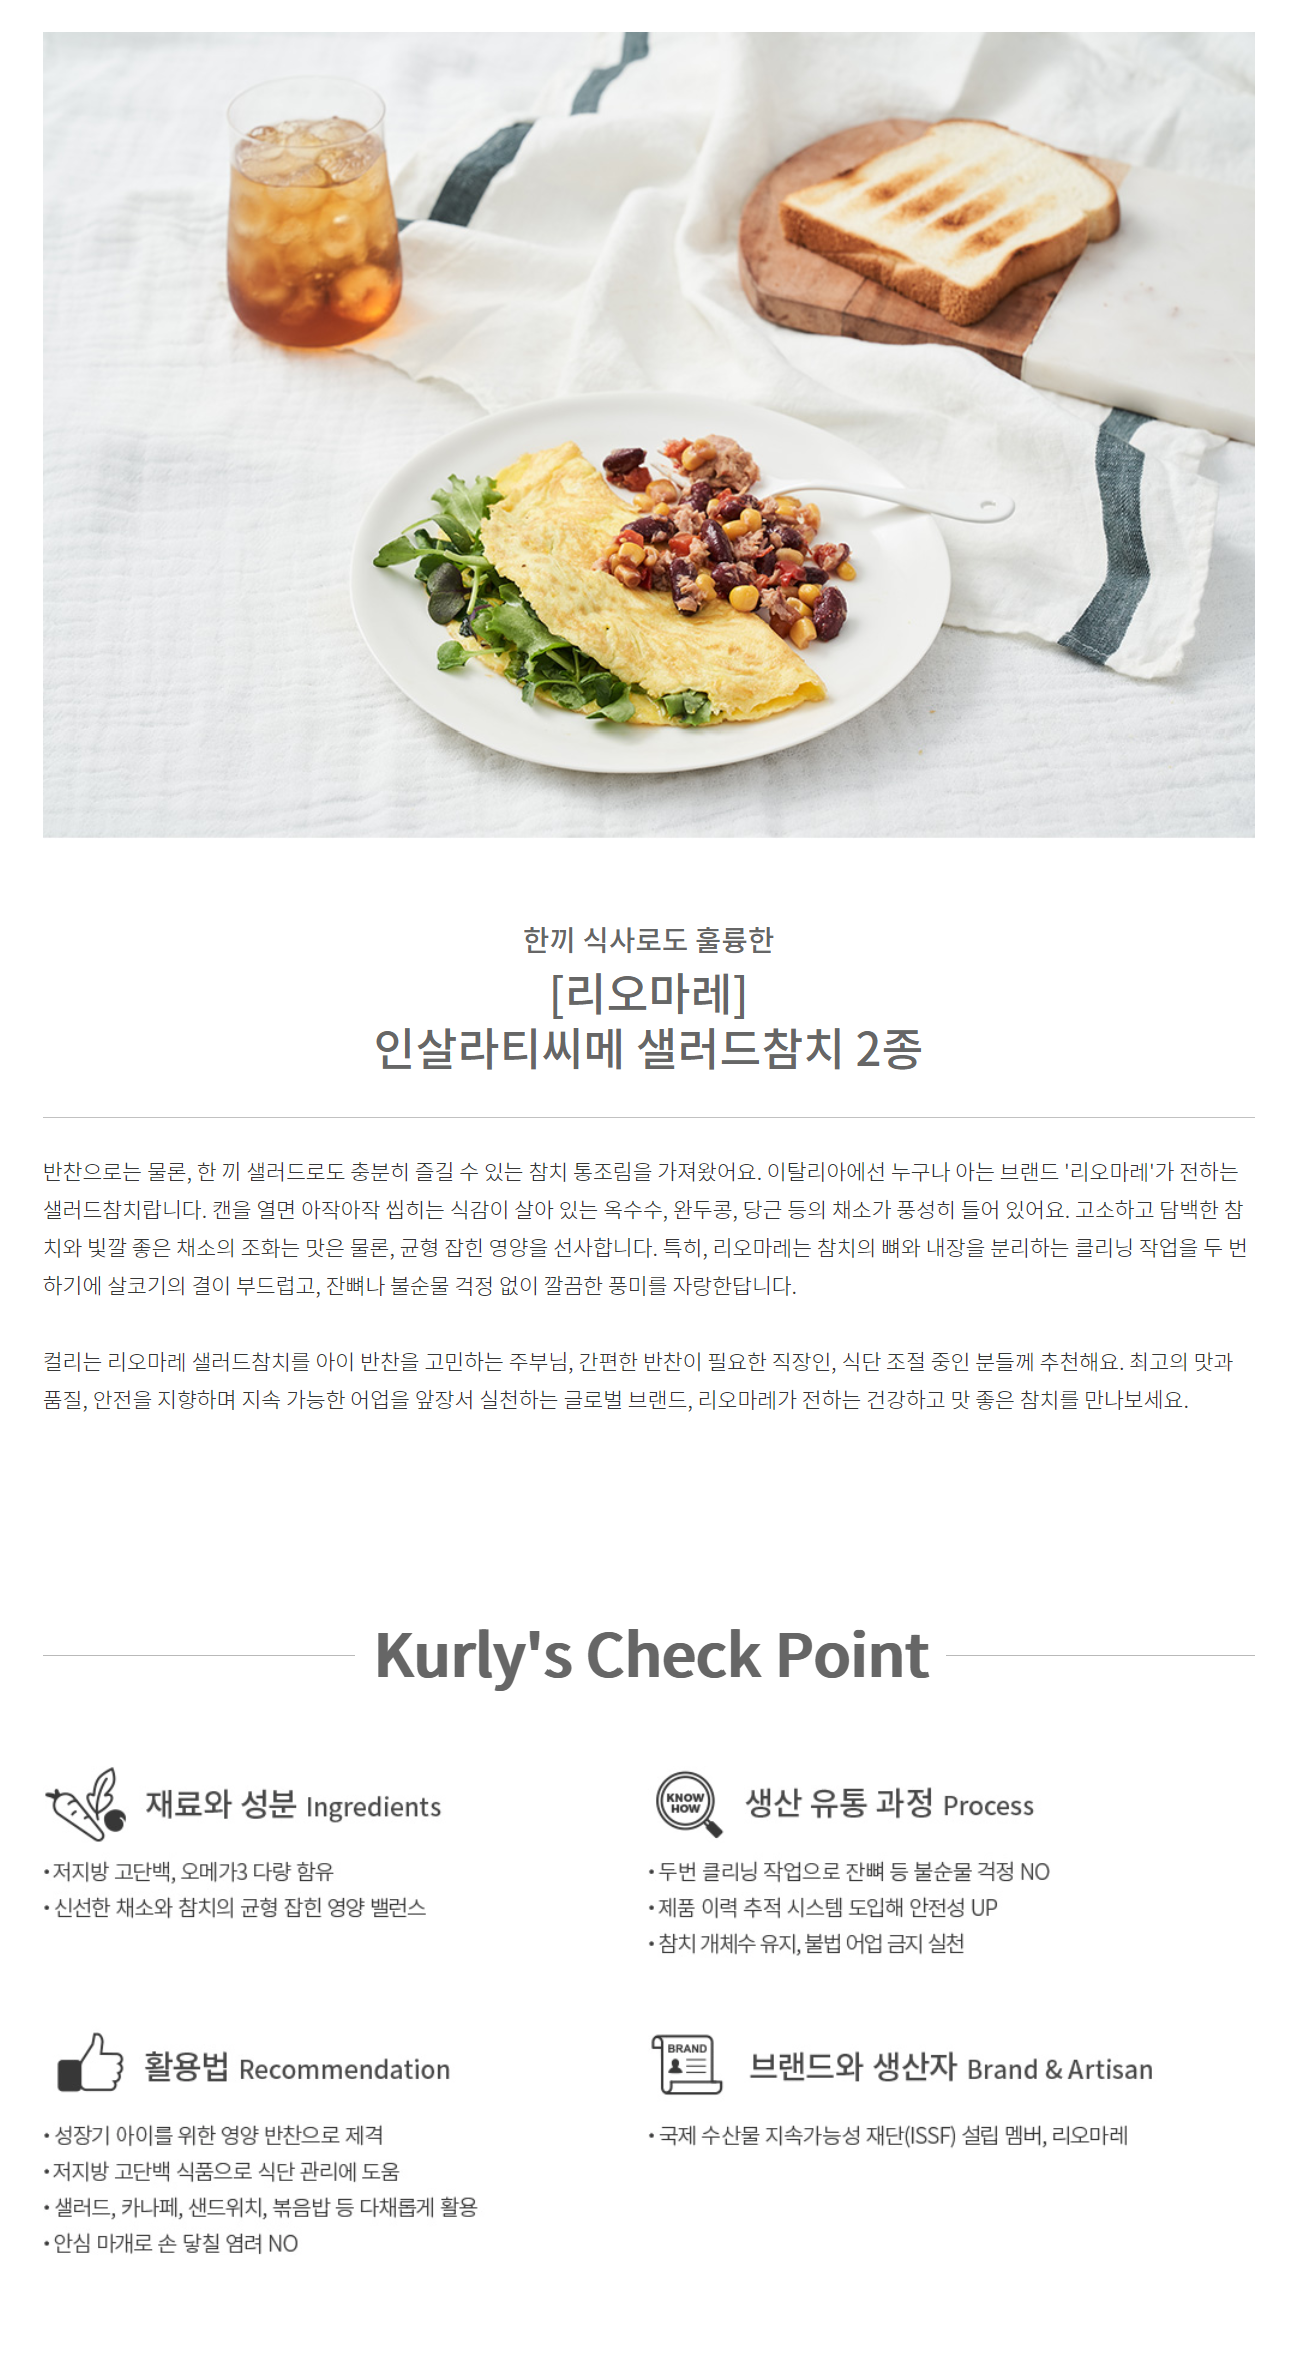 한끼 식사로도 훌륭한
[리오마레]
인살라티씨메 샐러드참치 2종
반찬으로는 물론, 한 끼 샐러드로도 충분히 즐길 수 있는 참치 통조림을 가져왔어요. 이탈리아에선 누구나 아는 브랜드 '리오마레'가 전하는
샐러드참치랍니다. 캔을 열면 아작아작 씹히는 식감이 살아 있는 옥수수, 완두콩, 당근 등의 채소가 풍성히 들어 있어요. 고소하고 담백한 참
치와 빛깔 좋은 채소의 조화는 맛은 물론, 균형 잡힌 영양을 선사합니다. 특히, 리오마레는 참치의 뼈와 내장을 분리하는 클리닝 작업을 두 번
하기에 살코기의 결이 부드럽고, 잔뼈나 불순물 걱정 없이 깔끔한 풍미를 자랑한답니다.
컬리는 리오마레 샐러드참치를 아이 반찬을 고민하는 주부님, 간편한 반찬이 필요한 직장인, 식단 조절 중인 분들께 추천해요. 최고의 맛과
품질, 안전을 지향하며 지속 가능한 어업을 앞장서 실천하는 글로벌 브랜드, 리오마레가 전하는 건강하고 맛 좋은 참치를 만나보세요.
Kurly's Check Point
재료와 성분 Ingredients
• 저지방 고단백, 오메가3 다량 함유
• 신선한 채소와 참치의 균형 잡힌 영양 밸런스
KNOW
HOW
생산 유통 과정 Process
• 두번 클리닝 작업으로 잔뼈 등 불순물 걱정 NO
• 제품 이력 추적 시스템 도입해 안전성 UP
• 참치 개체수 유지, 불법 어업 금지 실천
활용법 Recommendation
• 성장기 아이를 위한 영양 반찬으로 제격
• 저지방 고단백 식품으로 식단 관리에 도움
• 샐러드, 카나페, 샌드위치, 볶음밥 등 다채롭게 활용
• 안심 마개로 손 닿칠 염려 NO
BRAND
브랜드와 생산자 Brand & Artisan
• 국제 수산물 지속가능성 재단(ISSF) 설립 멤버, 리오마레